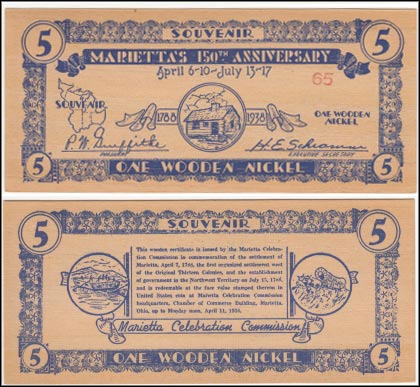 SOUVENIR
5 5
MARIETTA'S 150TH ANNIVERSARY
April 6-10-July 13-17
65
SOUVENIR
1788 1938
ONE WOODEN
NICKEL
PRESIDENT
EXECUTIVE SECRETARY
5 5
ONE WOODEN NICKEL
SOUVENIR
5 5
This wooden certificate is issued by the Marietta Celebra-
tion Commission in commemoration of the settlement of
Marietta, April 7, 1788, the first organized settlement west
of the Original Thirteen Colonies, and the establishment
of government in the Northwest Territory on July 15, 1788,
and is redeemable at the face value stamped thereon in
United States coin at Marietta Celebration Commission
headquarters, Chamber of Commerce Building, Marietta,
Ohio, up to Monday noon, April 11, 1938.
Marietta Celebration Commission
5 5
ONE WOODEN NICKEL